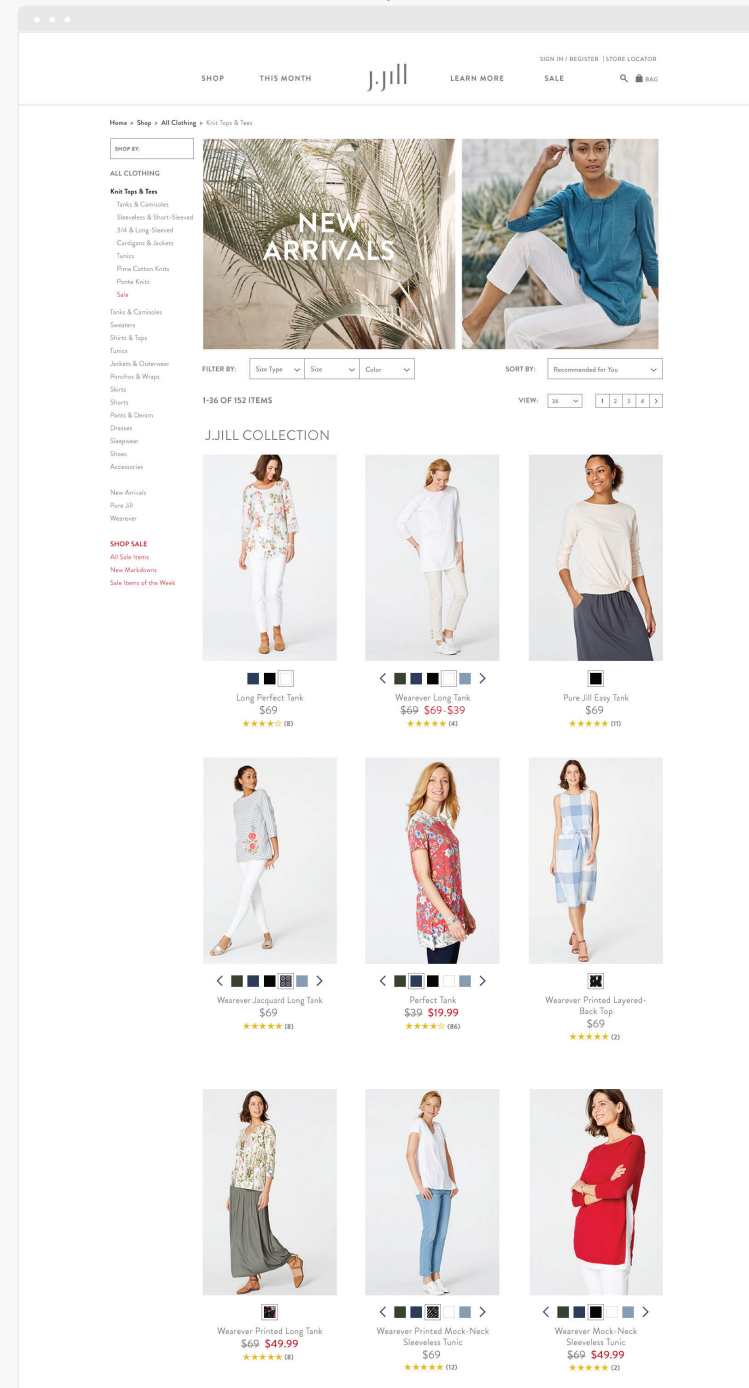 SIGN IN / REGISTER | STORE LOCATOR
SHOP
THIS MONTH
J.Jill
LEARN MORE
SALE
BAG
Home > Shop > All Clothing > Knit Tops & Tees
SHOP BY:
ALL CLOTHING
Knit Tops & Tees
Tanks & Camisoles
Sleeveless & Short-Sleeved
3/4 & Long-Sleeved
Cardigans & Jackets
Tunics
Pima Cotton Knits
Ponte Knits
Sale
Tanks & Camisoles
Sweaters
Shirts & Tops
Tunics
Jackets & Outerwear
Ponchos & Wraps
Skirts
Shorts
Pants & Denim
Dresses
Sleepwear
Shoes
Accessories
New Arrivals
Pure Jill
Wearever
SHOP SALE
All Sale Items
New Markdowns
Sale Items of the Week
NEW
ARRIVALS
FILTER BY:
Size Type
Size
Color
SORT BY:
Recommended for You
1-36 OF 152 ITEMS
VIEW:
36
1 2 3 4 >
J.JILL COLLECTION
Long Perfect Tank
$69
★★★★☆ (8)
Wearever Long Tank
$69 $69-$39
★★★★★ (4)
Pure Jill Easy Tank
$69
★★★★★ (11)
Wearever Jacquard Long Tank
$69
★★★★★ (8)
Perfect Tank
$39 $19.99
★★★★☆ (86)
Wearever Printed Layered-
Back Top
$69
★★★★★ (2)
Wearever Printed Long Tank
$69 $49.99
★★★★★ (8)
Wearever Printed Mock-Neck
Sleeveless Tunic
$69
★★★★★ (12)
Wearever Mock-Neck
Sleeveless Tunic
$69 $49.99
★★★★★ (2)